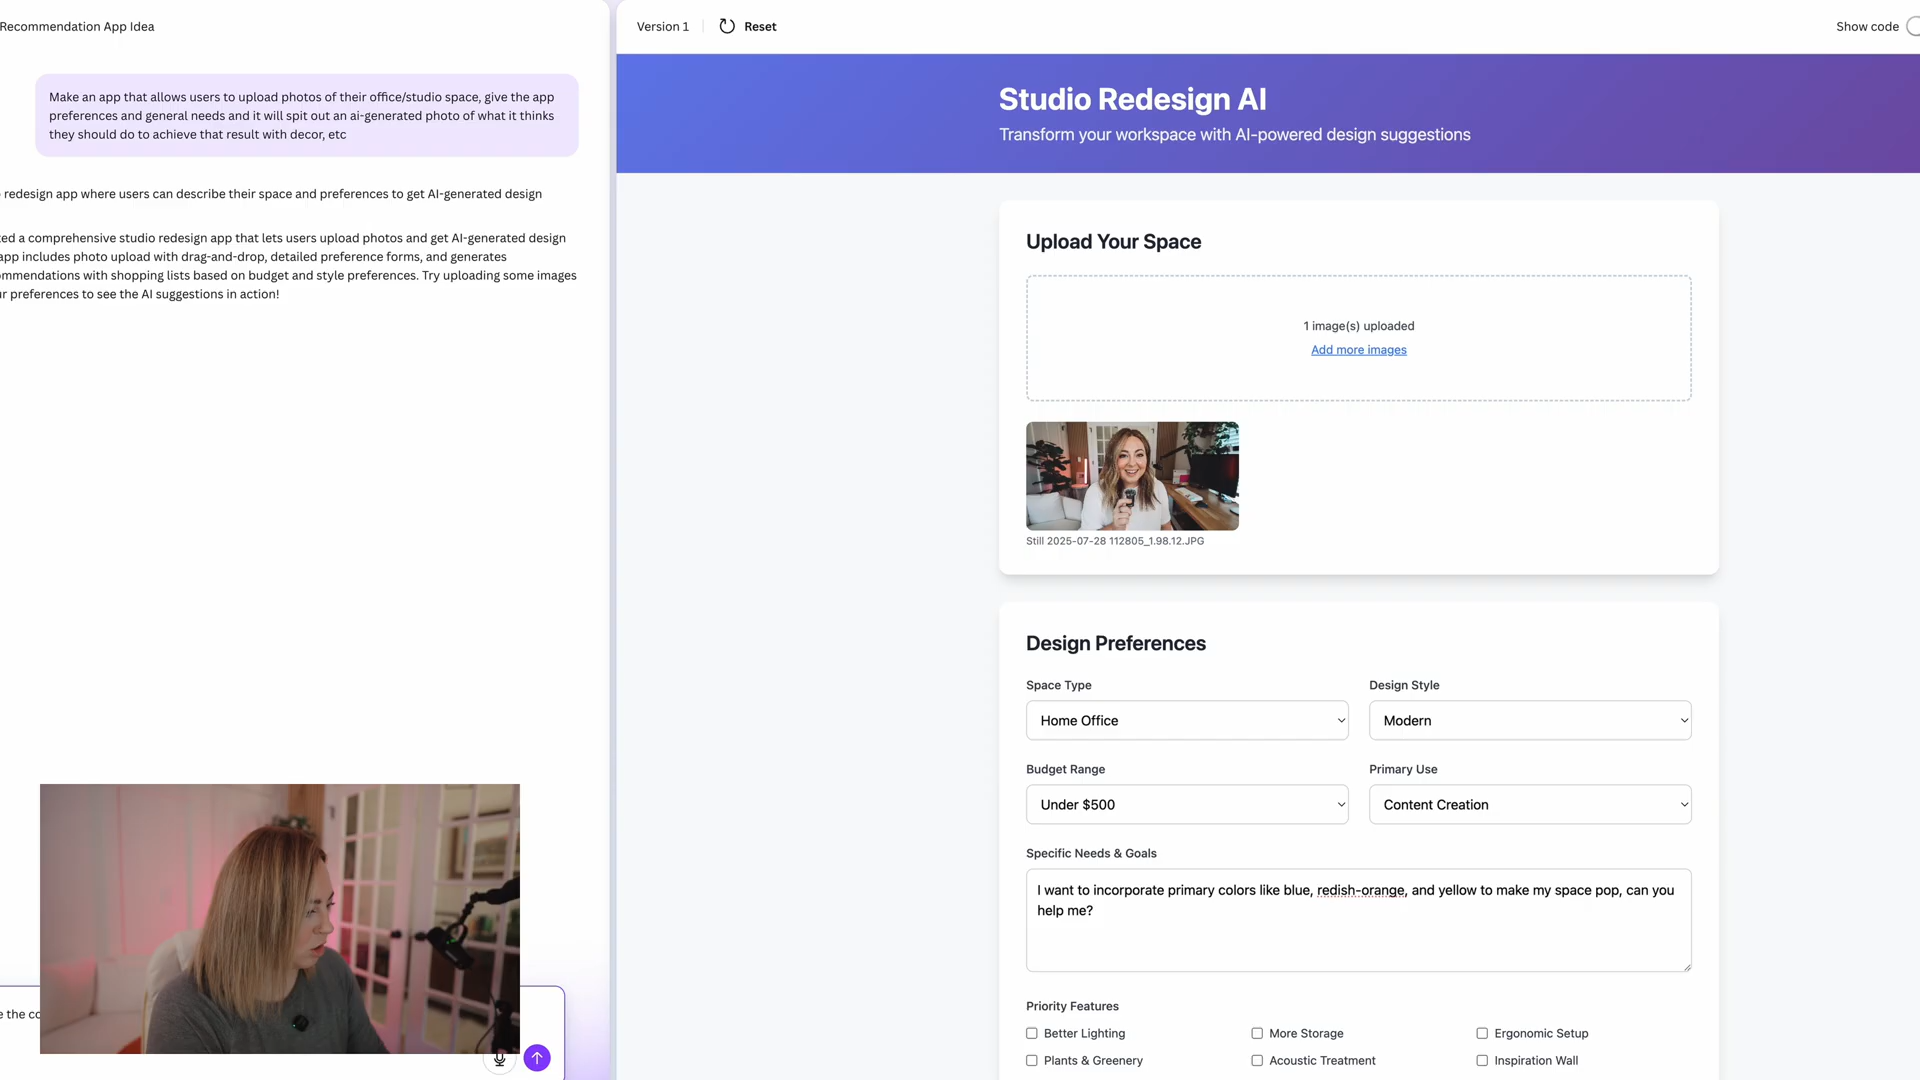 Recommendation App Idea
Make an app that allows users to upload photos of their office/studio space, give the app
preferences and general needs and it will spit out an ai-generated photo of what it thinks
they should do to achieve that result with decor, etc
redesign app where users can describe their space and preferences to get AI-generated design
a comprehensive studio redesign app that lets users upload photos and get AI-generated design
app includes photo upload with drag-and-drop, detailed preference forms, and generates
with shopping lists based on budget and style preferences. Try uploading some images
preferences to see the AI suggestions in action!
the
Version 1
Reset
Show code
Studio Redesign AI
Transform your workspace with AI-powered design suggestions
Upload Your Space
1 image(s) uploaded
Add more images
Still 2025-07-28 112805_1.98.12.JPG
Design Preferences
Space Type
Design Style
Home Office
Modern
Budget Range
Primary Use
Under $500
Content Creation
Specific Needs & Goals
I want to incorporate primary colors like blue, redish-orange, and yellow to make my space pop, can you
help me?
Priority Features
Better Lighting
More Storage
Ergonomic Setup
Plants & Greenery
Acoustic Treatment
Inspiration Wall